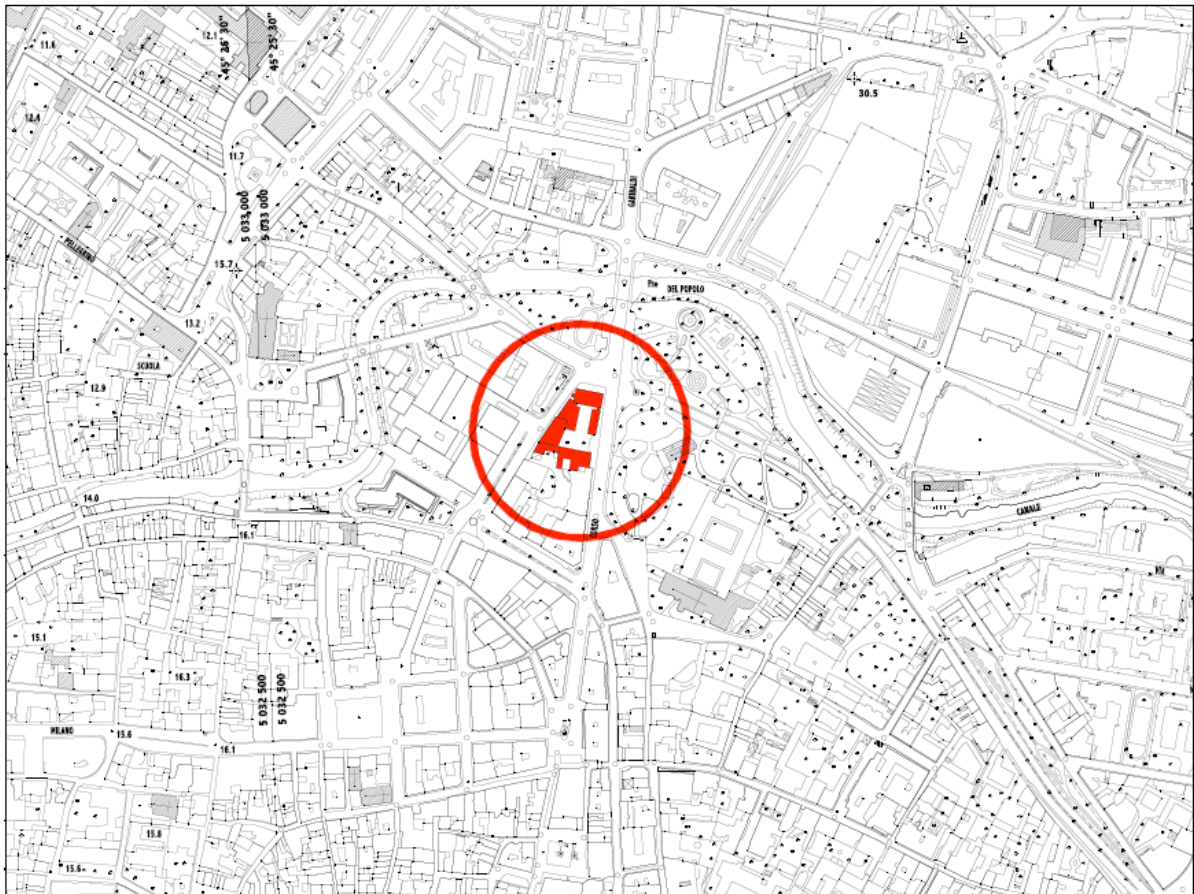 12.1
45° 26' 30"
45° 25' 30"
11.6
30.5
12.4
11.7
GARIBALDI
5 033 000
5 033 000
PELLEGRINO
15.7
Pte
DEL POPOLO
13.2
SCUOLA
12.9
14.0
CANALE
16.1
CORSO
VIA
15.1
16.3
5 032 500
5 032 500
MILANO
15.6
16.1
15.8
15.6